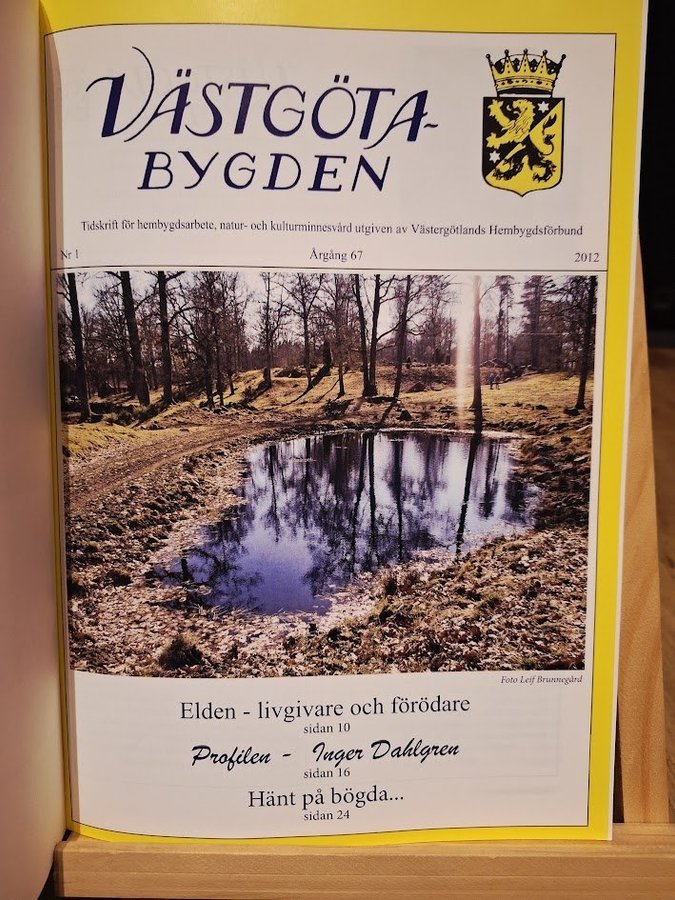 VÄSTGÖTA-
BYGDEN
Tidskrift för hembygdsarbete, natur- och kulturminnesvård utgiven av Västergötlands Hembygdsförbund
Nr 1 Årgång 67 2012
Foto Leif Brunnegård
Elden - livgivare och förödare
sidan 10
Profilen - Inger Dahlgren
sidan 16
Hänt på bögda...
sidan 24